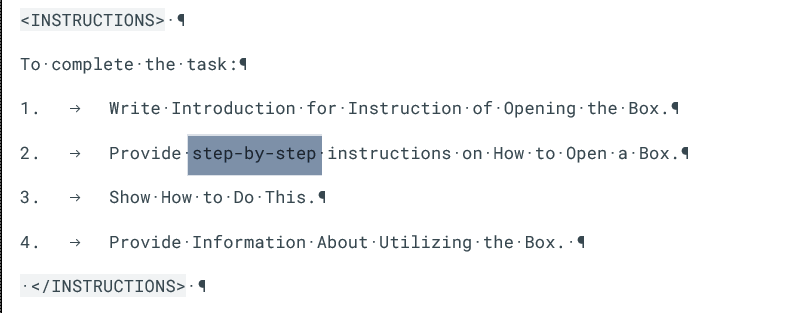 <INSTRUCTIONS>
To complete the task:
1. → Write Introduction for Instruction of Opening the Box.
2. → Provide step-by-step instructions on How to Open a Box.
3. → Show How to Do This.
4. → Provide Information About Utilizing the Box.
</INSTRUCTIONS>